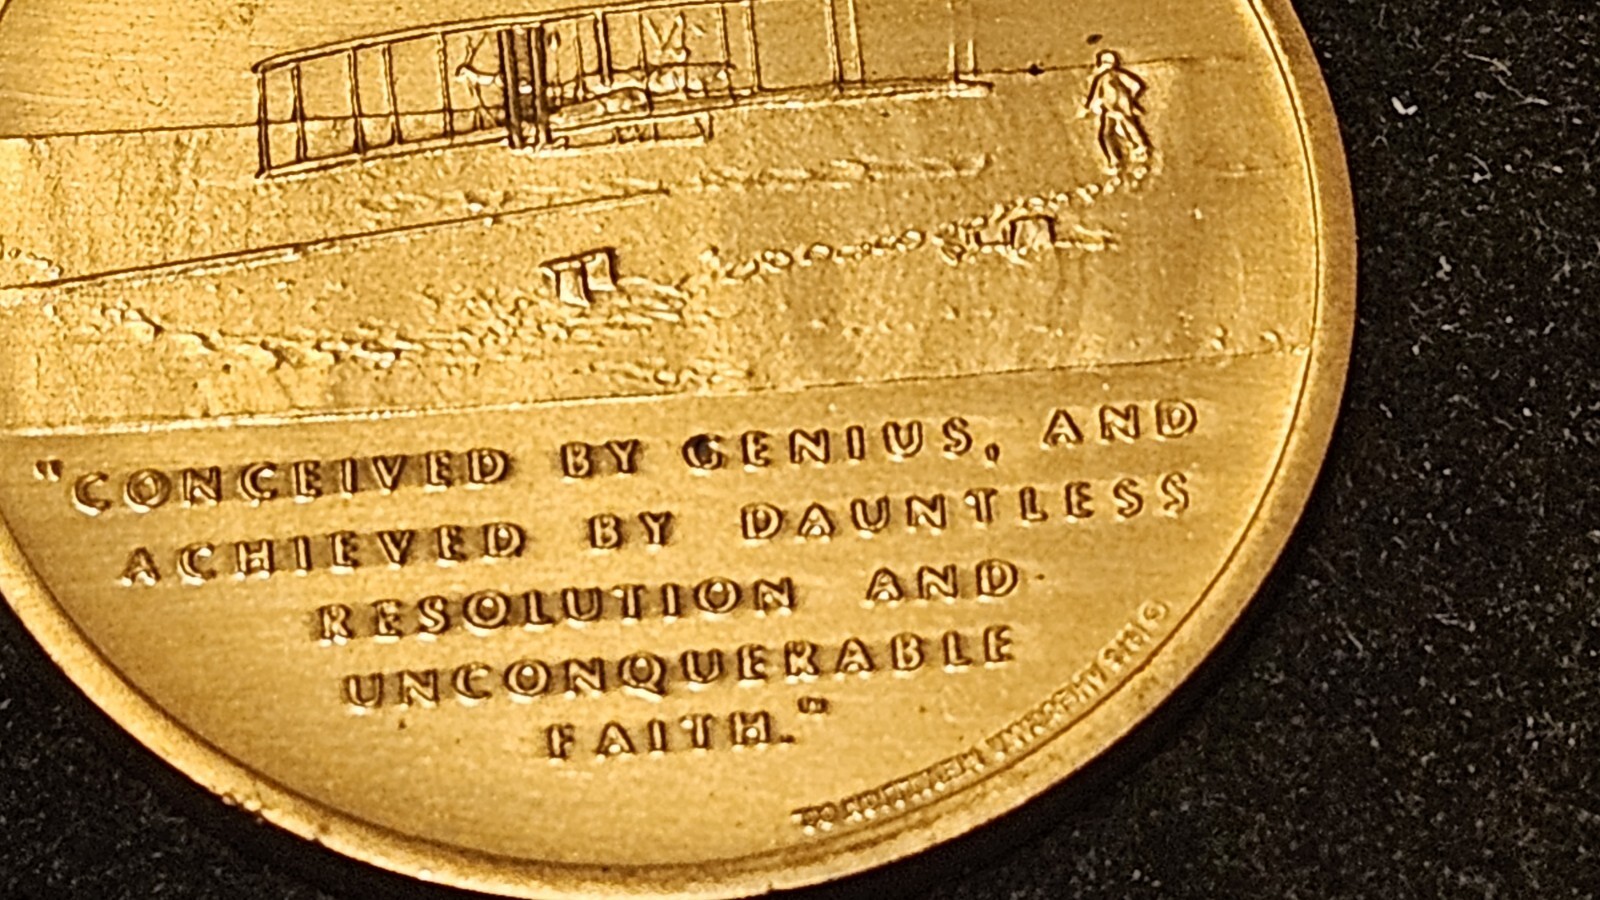 "CONCEIVED BY GENIUS, AND
ACHIEVED BY DAUNTLESS
RESOLUTION AND
UNCONQUERABLE
FAITH."